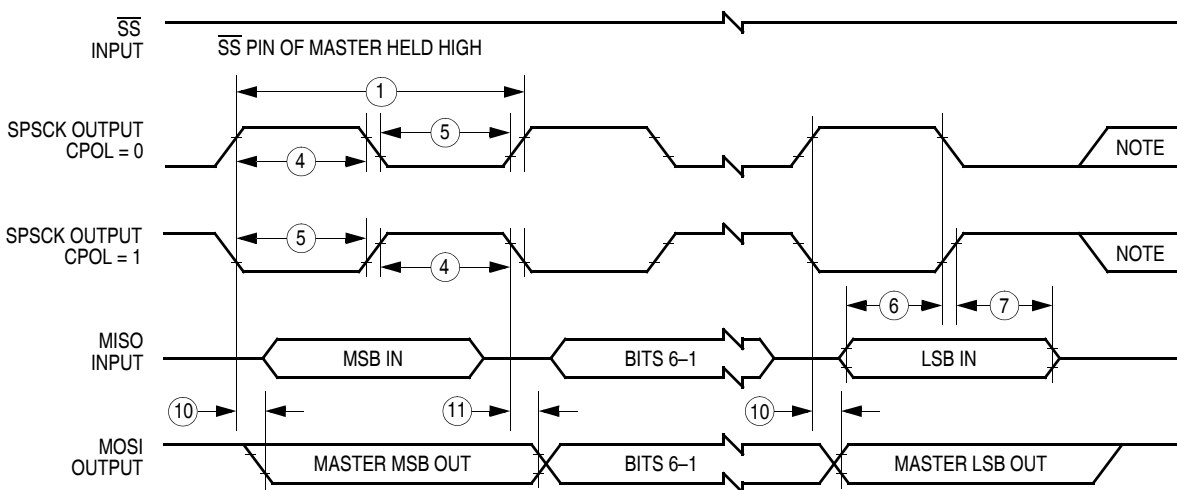 SS
INPUT
SS PIN OF MASTER HELD HIGH
1
SPSCK OUTPUT
CPOL = 0
5
4
NOTE
SPSCK OUTPUT
CPOL = 1
5
4
NOTE
6
7
MISO
INPUT
MSB IN
BITS 6–1
LSB IN
10
11
10
MOSI
OUTPUT
MASTER MSB OUT
BITS 6–1
MASTER LSB OUT